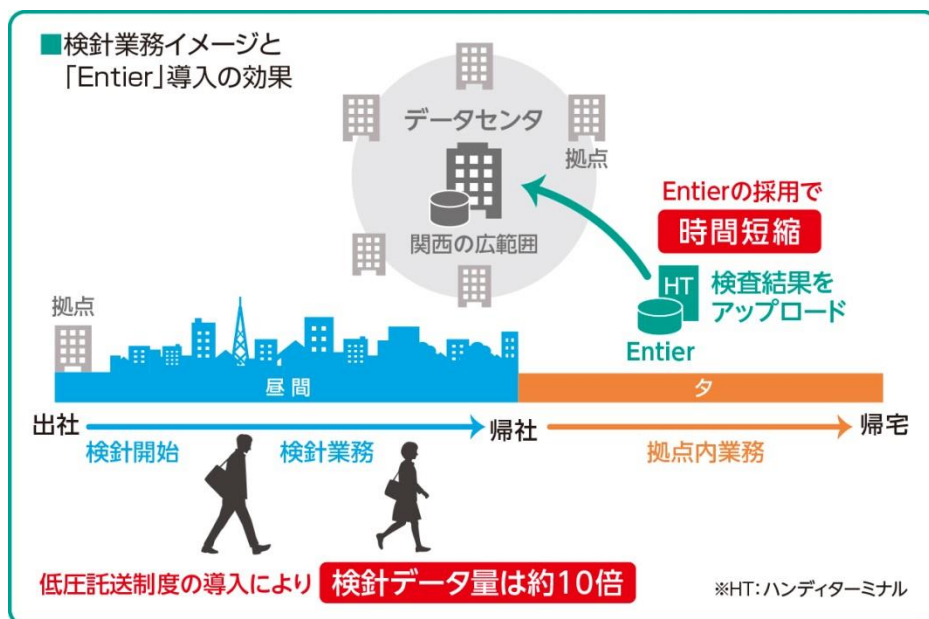 ■検針業務イメージと
「Entier」導入の効果
データセンタ
拠点
関西の広範囲
Entierの採用で
時間短縮
HT
検査結果を
アップロード
Entier
拠点
昼間
夕
出社
帰社
帰宅
検針開始
検針業務
拠点内業務
低圧託送制度の導入により 検針データ量は約10倍
※HT：ハンディターミナル